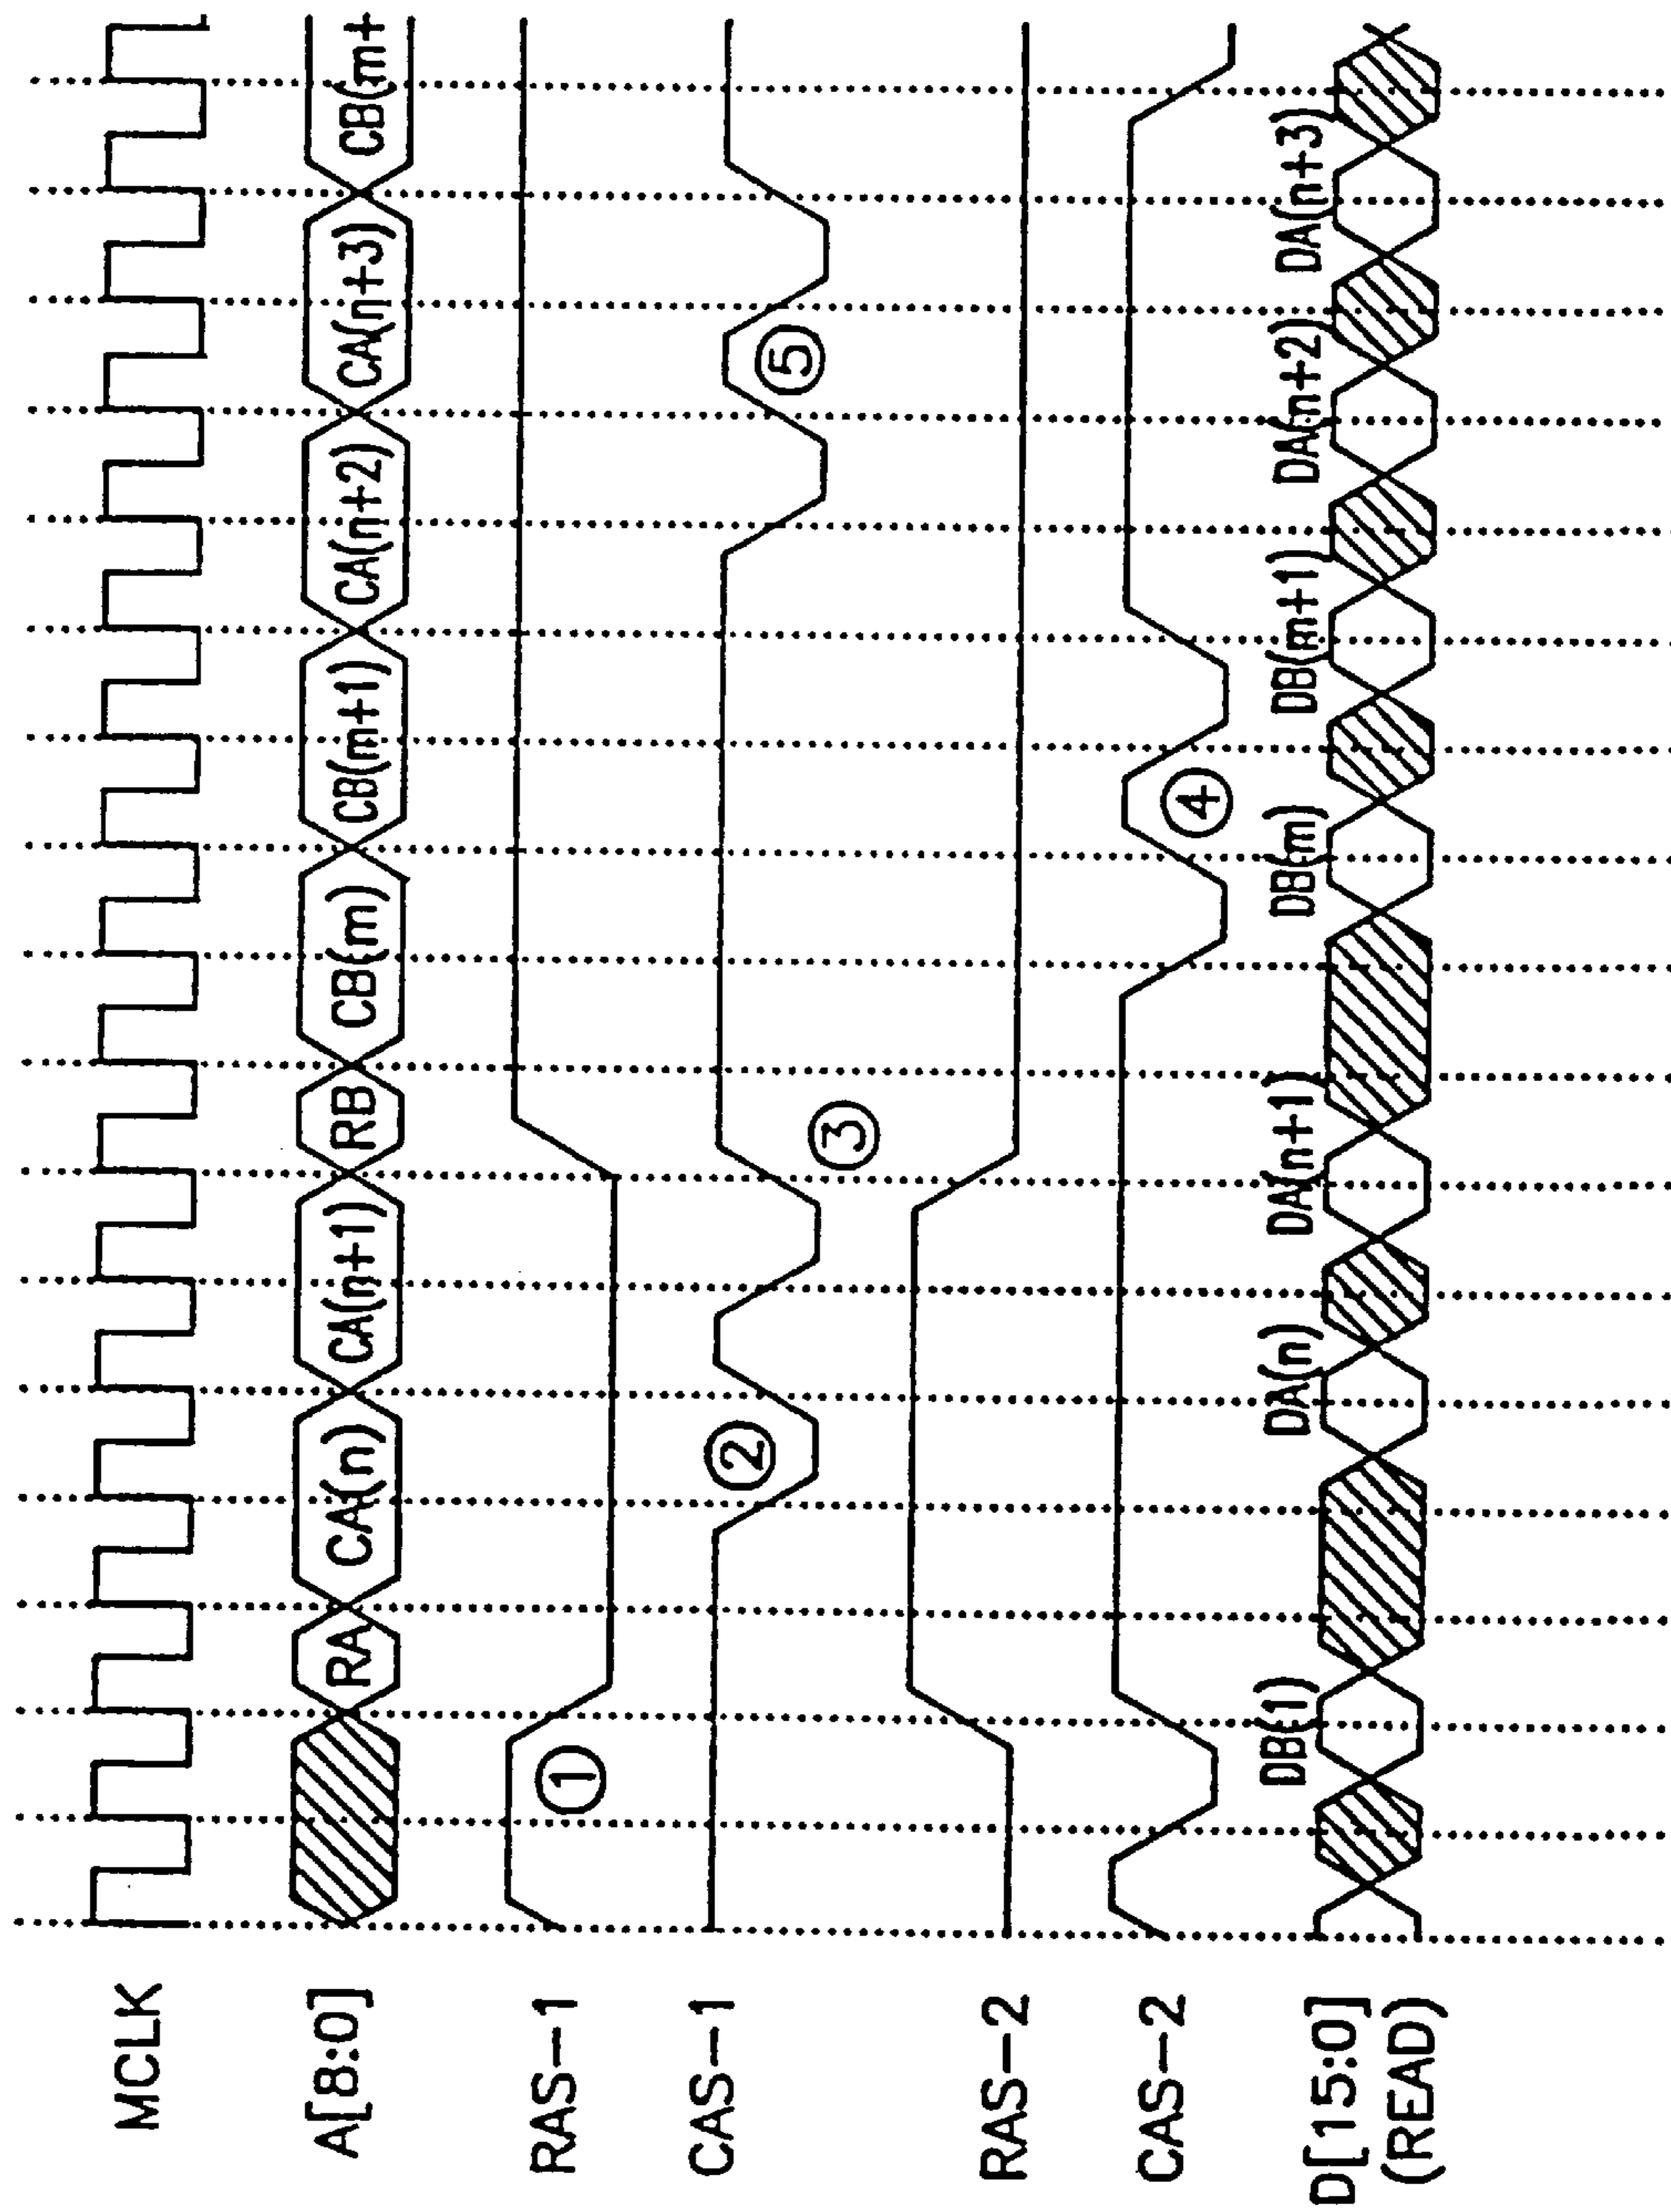 MCLK
A[8:0] RA CA(n) CA(n+1) RB CB(m) CB(m+1) CA(n+2) CA(n+3) CB(m+
RAS-1 ①
CAS-1 ② ③ ⑤
RAS-2
CAS-2 ④
DB(1) DA(n) DA(n+1) DB(m) DB(m+1) DA(n+2) DA(n+3)
D[15:0]
(READ)